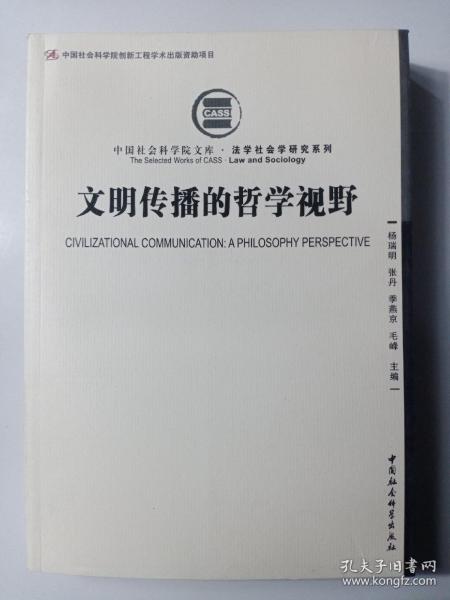 中国社会科学院创新工程学术出版资助项目
CASS
中国社会科学院文库·法学社会学研究系列
The Selected Works of CASS · Law and Sociology
文明传播的哲学视野
CIVILIZATIONAL COMMUNICATION: A PHILOSOPHY PERSPECTIVE
杨瑞明 张丹 季燕京 毛峰 主编
中国社会科学出版社
孔夫子旧书网
www.kongfz.com